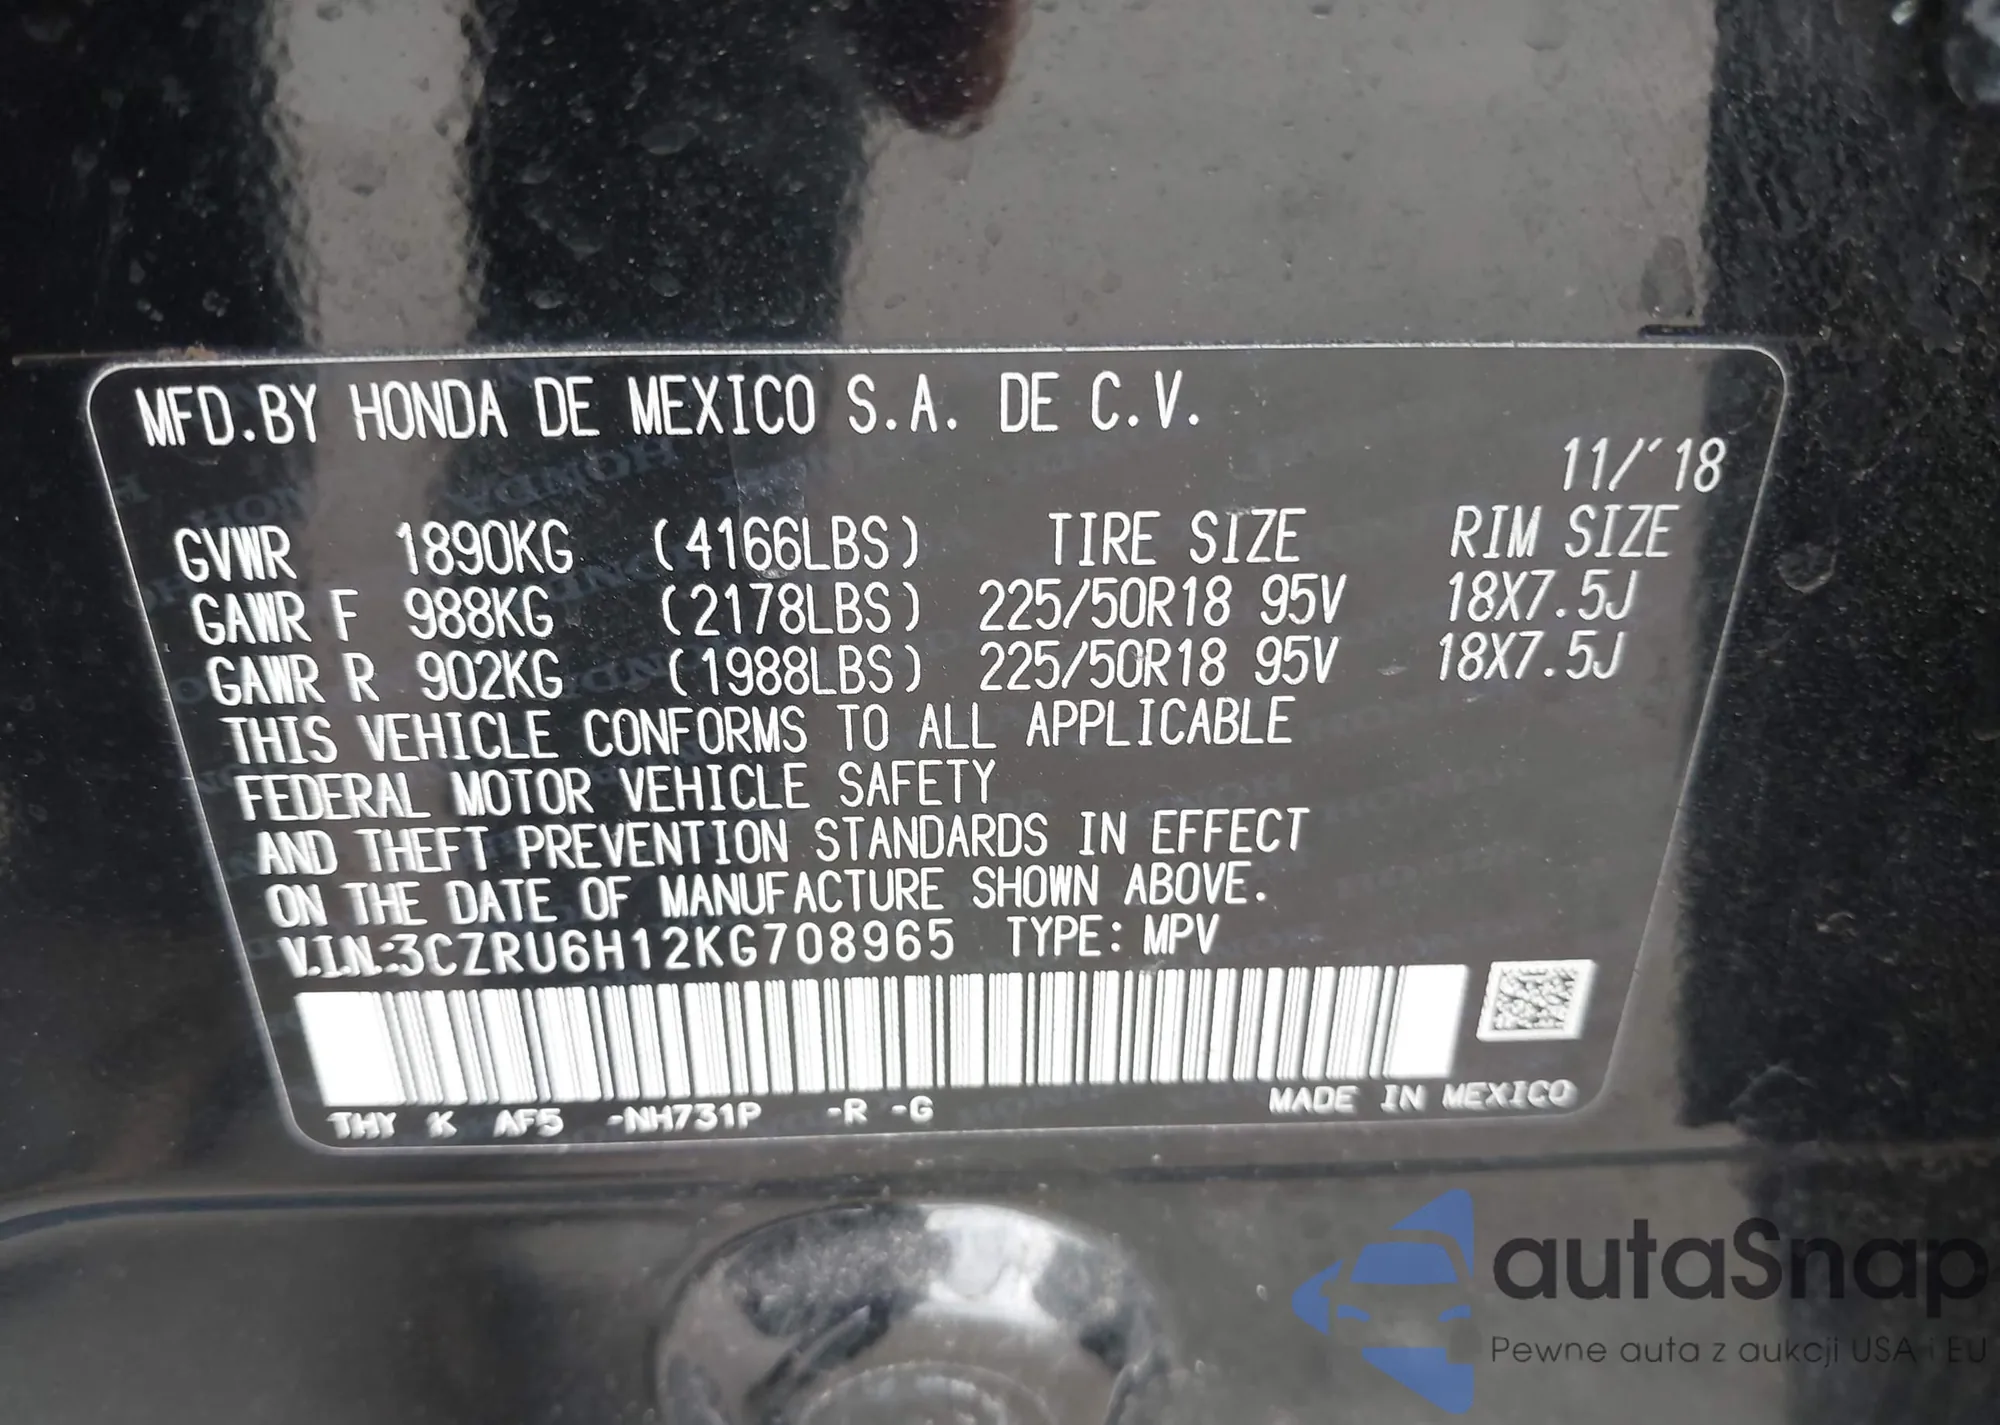 MFD.BY HONDA DE MEXICO S.A. DE C.V.
11/'18
GVWR 1890KG (4166LBS) TIRE SIZE RIM SIZE
GAWR F 988KG (2178LBS) 225/50R18 95V 18X7.5J
GAWR R 902KG (1988LBS) 225/50R18 95V 18X7.5J
THIS VEHICLE CONFORMS TO ALL APPLICABLE
FEDERAL MOTOR VEHICLE SAFETY
AND THEFT PREVENTION STANDARDS IN EFFECT
ON THE DATE OF MANUFACTURE SHOWN ABOVE.
V.I.N:3CZRU6H12KG708965 TYPE: MPV
THY K AF5 -NH731P -R -G MADE IN MEXICO
autaSnap
Pewne auta z aukcji USA i EU